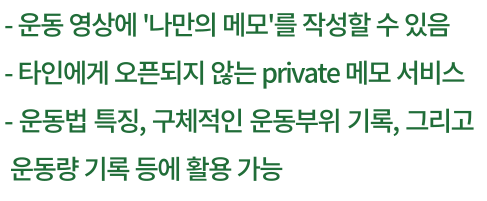 - 운동 영상에 '나만의 메모'를 작성할 수 있음
- 타인에게 오픈되지 않는 private 메모 서비스
- 운동법 특징, 구체적인 운동부위 기록, 그리고
운동량 기록 등에 활용 가능